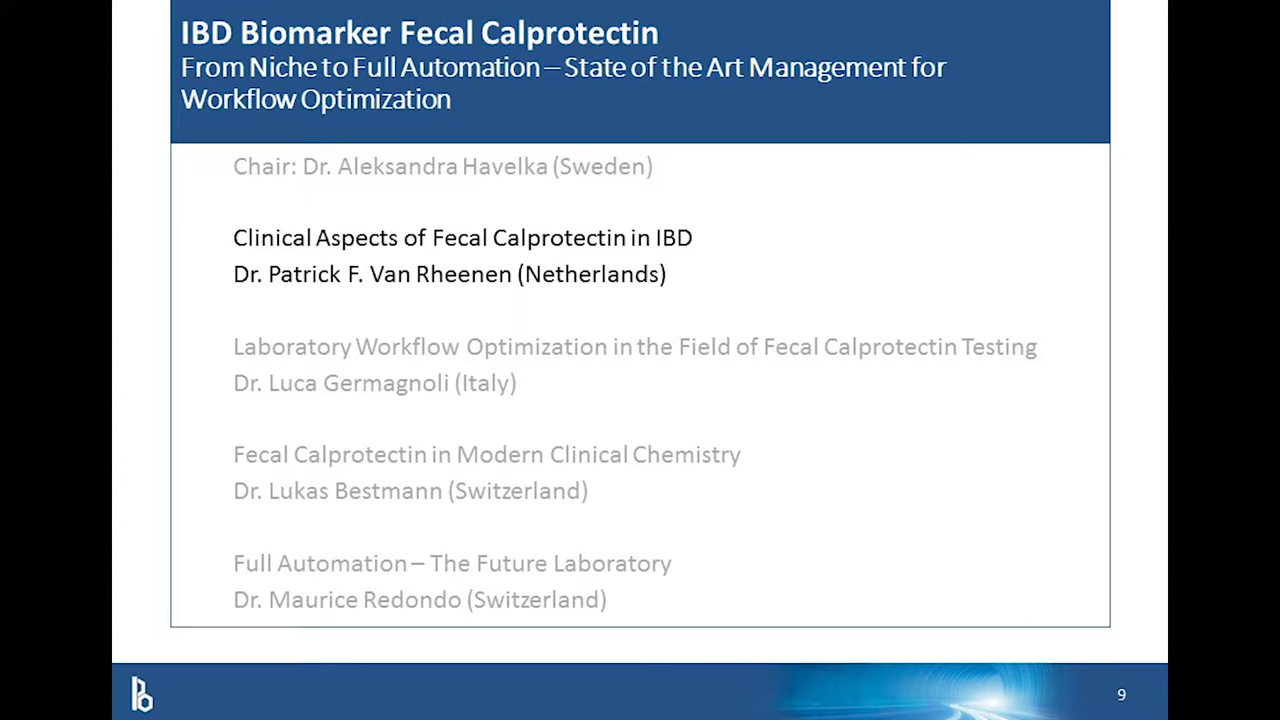 IBD Biomarker Fecal Calprotectin
From Niche to Full Automation – State of the Art Management for
Workflow Optimization
Chair: Dr. Aleksandra Havelka (Sweden)
Clinical Aspects of Fecal Calprotectin in IBD
Dr. Patrick F. Van Rheenen (Netherlands)
Laboratory Workflow Optimization in the Field of Fecal Calprotectin Testing
Dr. Luca Germagnoli (Italy)
Fecal Calprotectin in Modern Clinical Chemistry
Dr. Lukas Bestmann (Switzerland)
Full Automation – The Future Laboratory
Dr. Maurice Redondo (Switzerland)
9